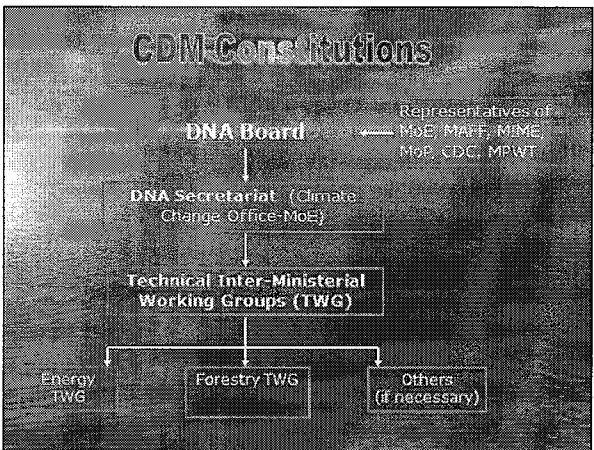 CDM Constitutions
Representatives of
MoE, MAFF, MIME,
MoP, CDC, MPWT
DNA Board
DNA Secretariat (Climate
Change Office-MoE)
Technical Inter-Ministerial
Working Groups (TWG)
Energy
TWG
Forestry TWG
Others
(if necessary)